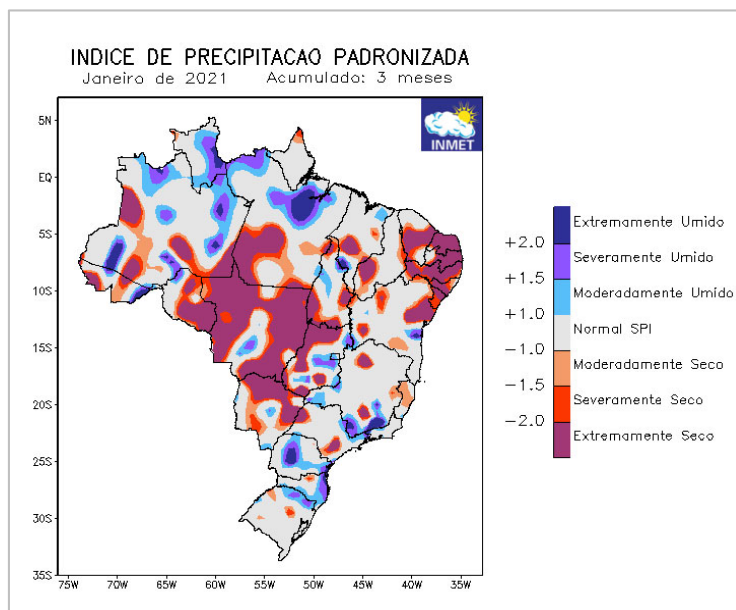 INDICE DE PRECIPITACAO PADRONIZADA
Janeiro de 2021 Acumulado: 3 meses
INMET
5N
EQ
5S
10S
15S
20S
25S
30S
35S
75W 70W 65W 60W 55W 50W 45W 40W 35W
Extremamente Umido
+2.0
Severamente Umido
+1.5
Moderadamente Umido
+1.0
Normal SPI
-1.0
Moderadamente Seco
-1.5
Severamente Seco
-2.0
Extremamente Seco